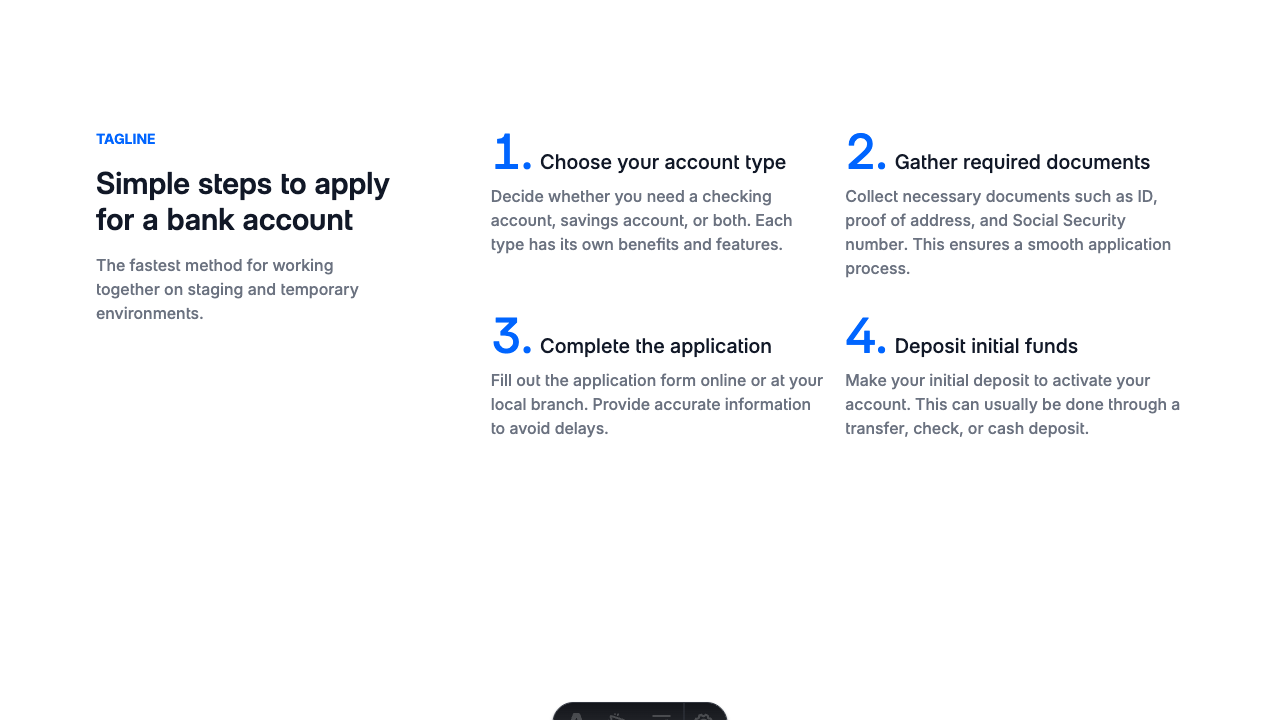 TAGLINE
Simple steps to apply
for a bank account
The fastest method for working
together on staging and temporary
environments.
1. Choose your account type
Decide whether you need a checking
account, savings account, or both. Each
type has its own benefits and features.
2. Gather required documents
Collect necessary documents such as ID,
proof of address, and Social Security
number. This ensures a smooth application
process.
3. Complete the application
Fill out the application form online or at your
local branch. Provide accurate information
to avoid delays.
4. Deposit initial funds
Make your initial deposit to activate your
account. This can usually be done through a
transfer, check, or cash deposit.